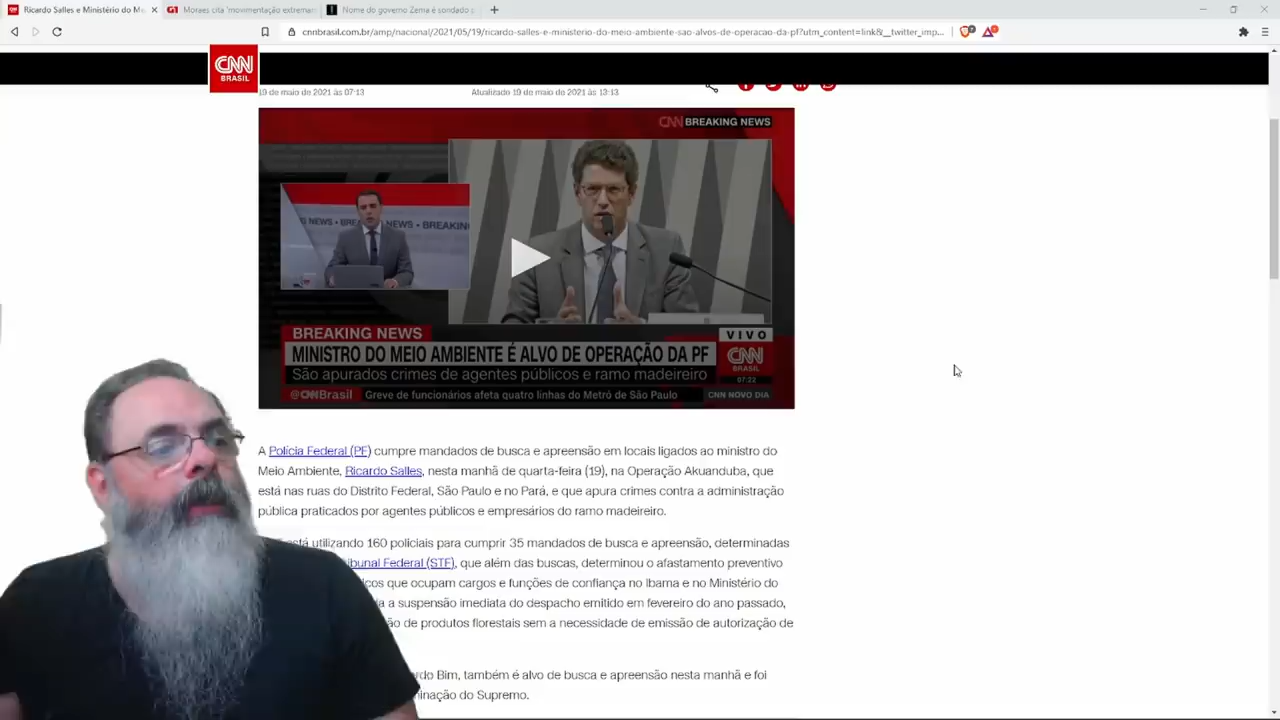 Ricardo Salles e Ministério do Me
Moraes cita 'movimentação extrema
Nome do governo Zema é sondado p
cnnbrasil.com.br/amp/nacional/2021/05/19/ricardo-salles-e-ministerio-do-meio-ambiente-sao-alvos-de-operacao-da-pf?utm_content=link&__twitter_imp...
CNN
BRASIL
19 de maio de 2021 às 07:13
Atualizado 19 de maio de 2021 às 13:13
CNN BREAKING NEWS
NEWS • BREAKING NEWS • BREAKING
BREAKING NEWS
VIVO
MINISTRO DO MEIO AMBIENTE É ALVO DE OPERAÇÃO DA PF
CNN
BRASIL
São apurados crimes de agentes públicos e ramo madeireiro
07:22
@CNNBrasil Greve de funcionários afeta quatro linhas do Metrô de São Paulo
CNN NOVO DIA
A Polícia Federal (PF) cumpre mandados de busca e apreensão em locais ligados ao ministro do
Meio Ambiente, Ricardo Salles, nesta manhã de quarta-feira (19), na Operação Akuanduba, que
está nas ruas do Distrito Federal, São Paulo e no Pará, e que apura crimes contra a administração
pública praticados por agentes públicos e empresários do ramo madeireiro.
está utilizando 160 policiais para cumprir 35 mandados de busca e apreensão, determinadas
ibunal Federal (STF), que além das buscas, determinou o afastamento preventivo
icos que ocupam cargos e funções de confiança no Ibama e no Ministério do
a a suspensão imediata do despacho emitido em fevereiro do ano passado,
ão de produtos florestais sem a necessidade de emissão de autorização de
rdo Bim, também é alvo de busca e apreensão nesta manhã e foi
minação do Supremo.